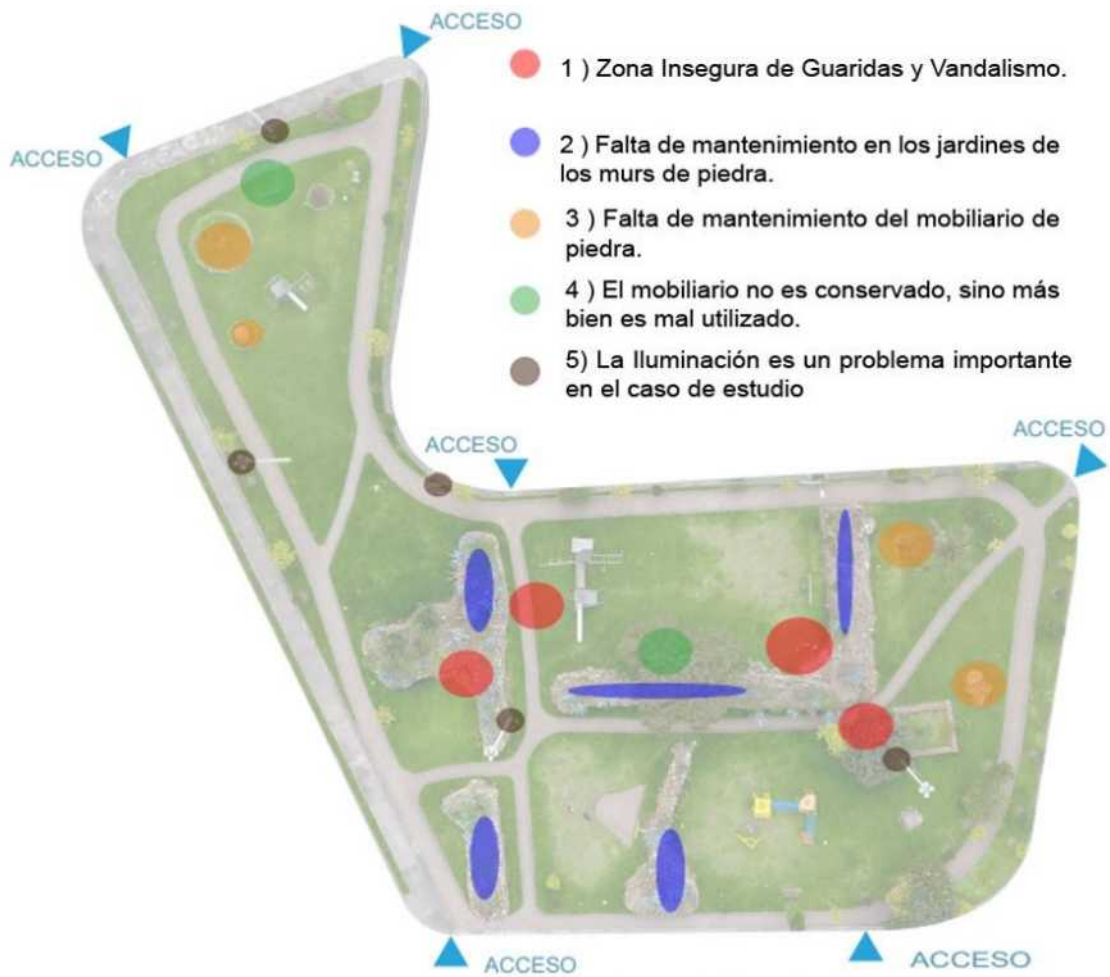 ACCESO
ACCESO
1 ) Zona Insegura de Guaridas y Vandalismo.
2 ) Falta de mantenimiento en los jardines de
los murs de piedra.
3 ) Falta de mantenimiento del mobiliario de
piedra.
4 ) El mobiliario no es conservado, sino más
bien es mal utilizado.
5) La Iluminación es un problema importante
en el caso de estudio
ACCESO
ACCESO
ACCESO
ACCESO